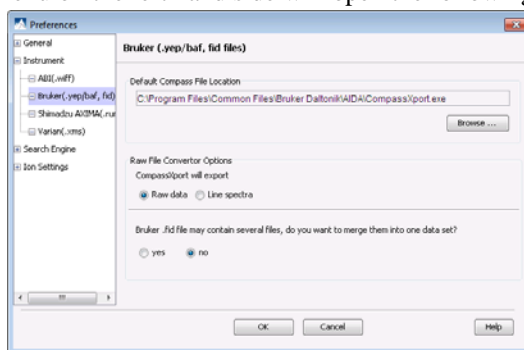 Preferences
General
Instrument
ABI(.wiff)
Bruker(.yep/baf, fid)
Shimadzu AXIMA(.run
Varian(.xms)
Search Engine
Ion Settings
Bruker (.yep/baf, fid files)
Default Compass File Location
C:\Program Files\Common Files\Bruker Daltonik\AIDA\CompassXport.exe
Browse ...
Raw File Convertor Options
CompassXport will export
Raw data Line spectra
Bruker .fid file may contain several files, do you want to merge them into one data set?
yes no
OK Cancel Help